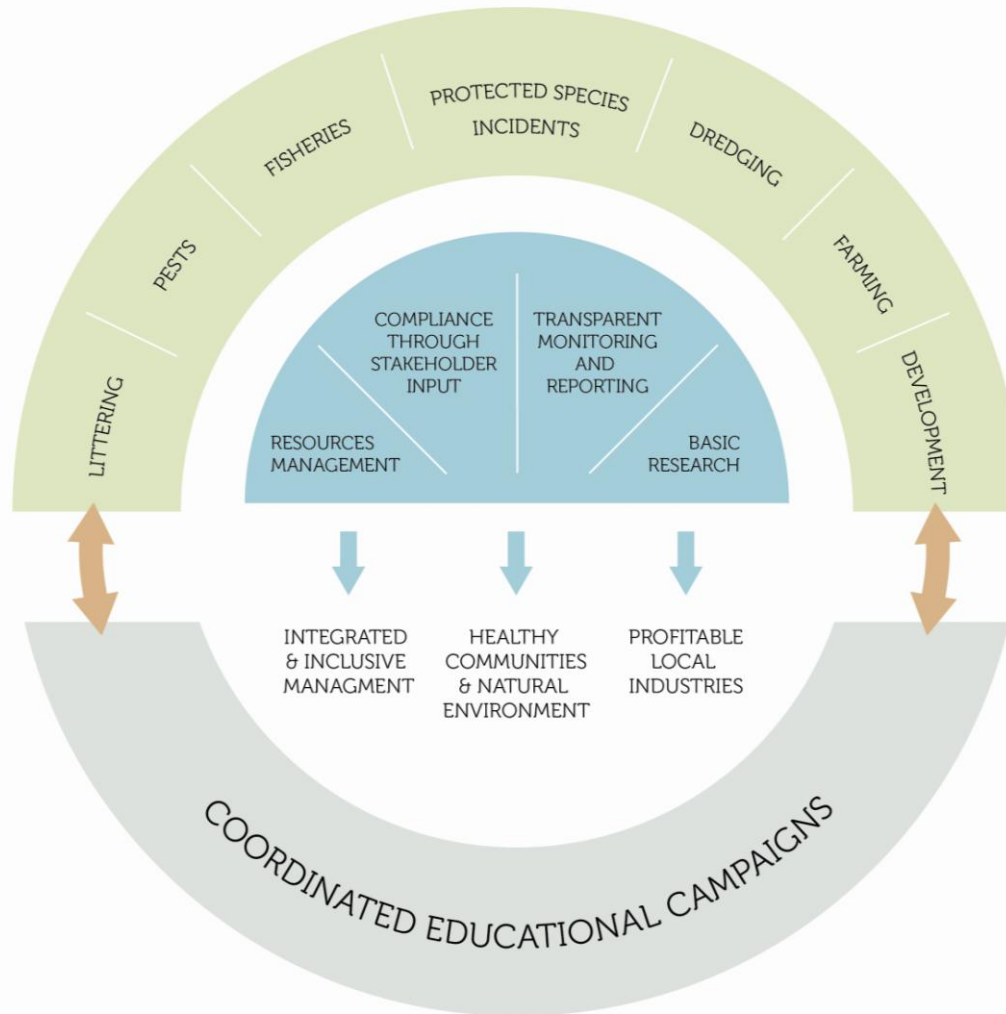 LITTERING
PESTS
FISHERIES
PROTECTED SPECIES
INCIDENTS
DREDGING
FARMING
DEVELOPMENT
RESOURCES
MANAGEMENT
COMPLIANCE
THROUGH
STAKEHOLDER
INPUT
TRANSPARENT
MONITORING
AND
REPORTING
BASIC
RESEARCH
INTEGRATED
& INCLUSIVE
MANAGMENT
HEALTHY
COMMUNITIES
& NATURAL
ENVIRONMENT
PROFITABLE
LOCAL
INDUSTRIES
COORDINATED EDUCATIONAL CAMPAIGNS